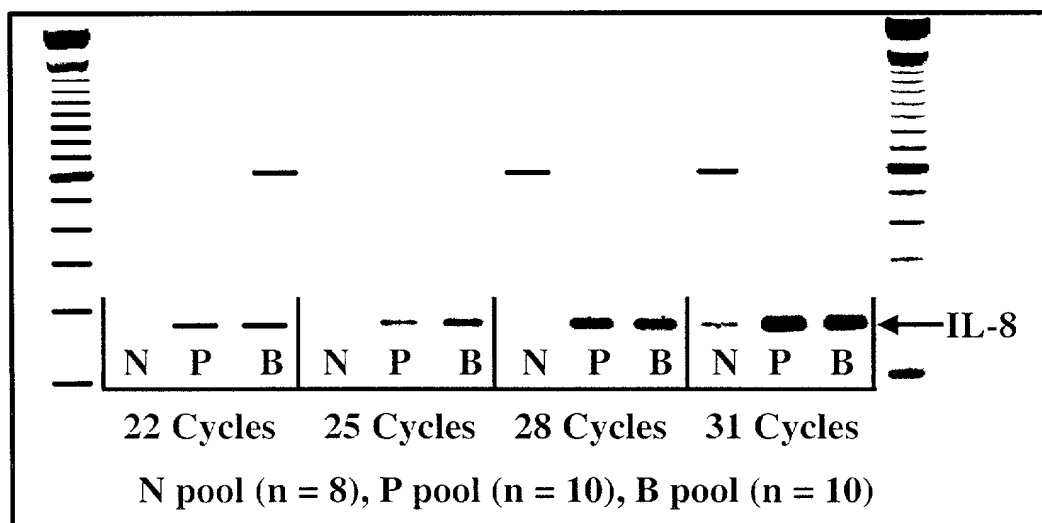 IL-8
N P B N P B N P B N P B
22 Cycles 25 Cycles 28 Cycles 31 Cycles
N pool (n = 8), P pool (n = 10), B pool (n = 10)